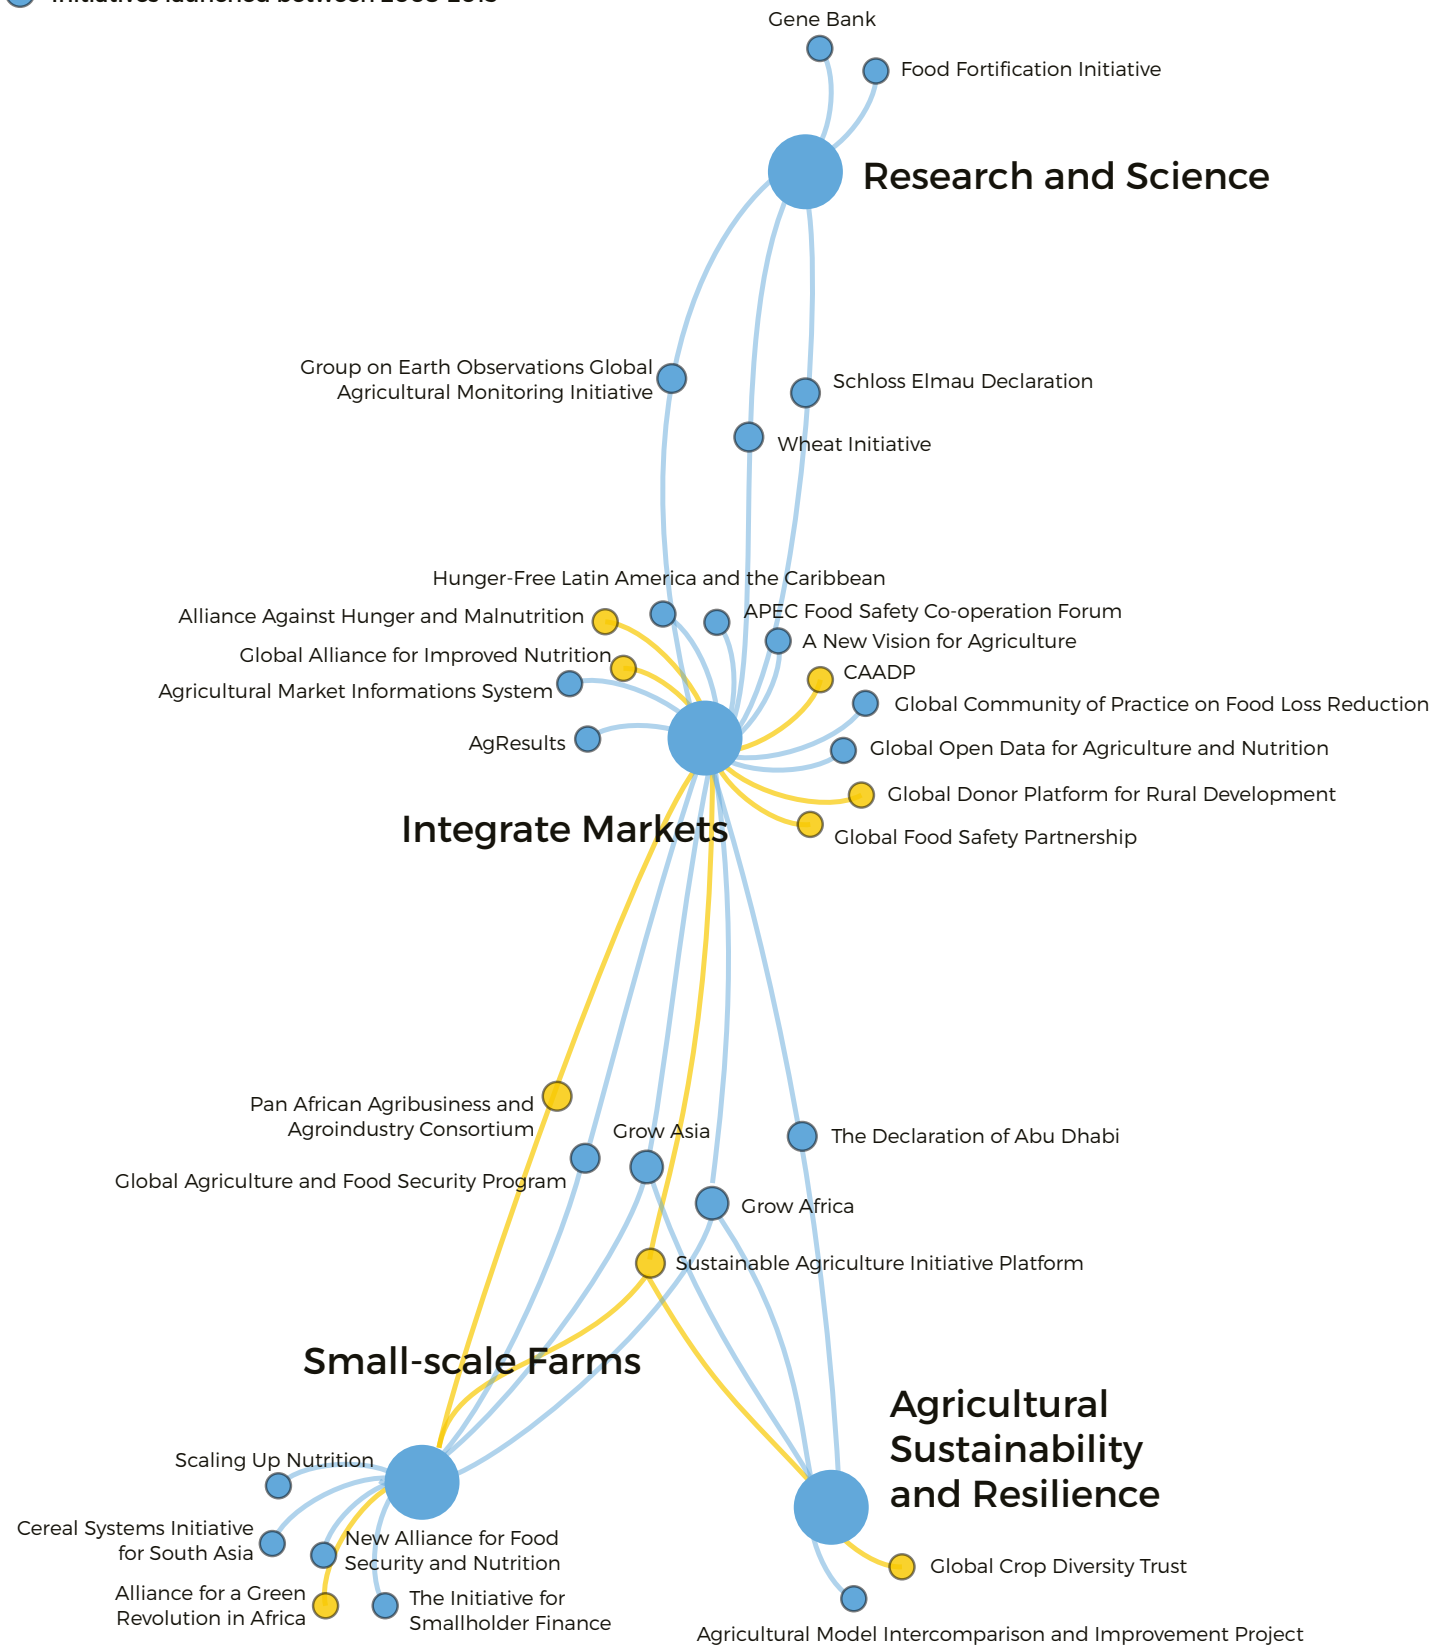 Gene Bank
Food Fortification Initiative
Research and Science
Group on Earth Observations Global
Agricultural Monitoring Initiative
Schloss Elmau Declaration
Wheat Initiative
Hunger-Free Latin America and the Caribbean
Alliance Against Hunger and Malnutrition
APEC Food Safety Co-operation Forum
A New Vision for Agriculture
Global Alliance for Improved Nutrition
CAADP
Agricultural Market Informations System
Global Community of Practice on Food Loss Reduction
AgResults
Global Open Data for Agriculture and Nutrition
Global Donor Platform for Rural Development
Integrate Markets
Global Food Safety Partnership
Pan African Agribusiness and
Agroindustry Consortium
Grow Asia
The Declaration of Abu Dhabi
Global Agriculture and Food Security Program
Grow Africa
Sustainable Agriculture Initiative Platform
Small-scale Farms
Agricultural
Sustainability
and Resilience
Scaling Up Nutrition
Cereal Systems Initiative
for South Asia
New Alliance for Food
Security and Nutrition
Alliance for a Green
Revolution in Africa
The Initiative for
Smallholder Finance
Global Crop Diversity Trust
Agricultural Model Intercomparison and Improvement Project